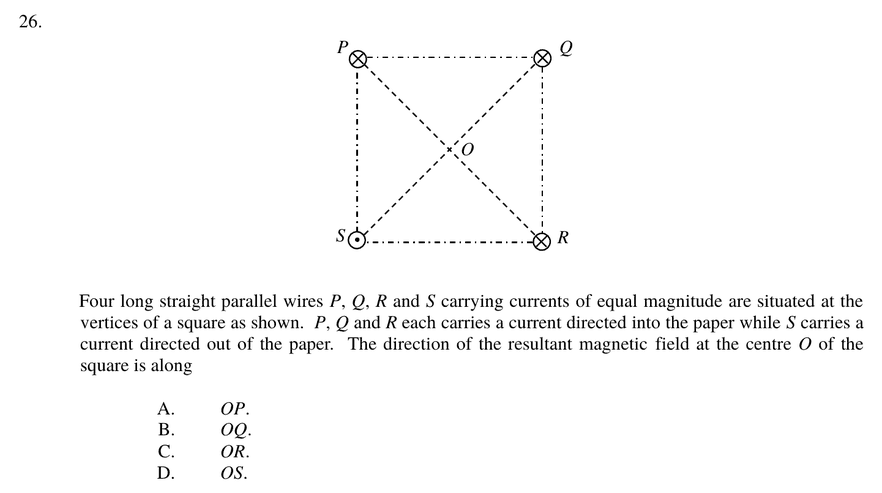 26.
P
Q
O
S
R
Four long straight parallel wires P, Q, R and S carrying currents of equal magnitude are situated at the
vertices of a square as shown. P, Q and R each carries a current directed into the paper while S carries a
current directed out of the paper. The direction of the resultant magnetic field at the centre O of the
square is along
A. OP.
B. OQ.
C. OR.
D. OS.